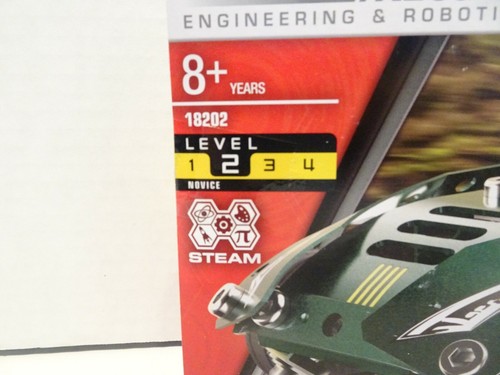 ENGINEERING & ROBOTI
8+ YEARS
18202
LEVEL
1 2 3 4
NOVICE
π
STEAM